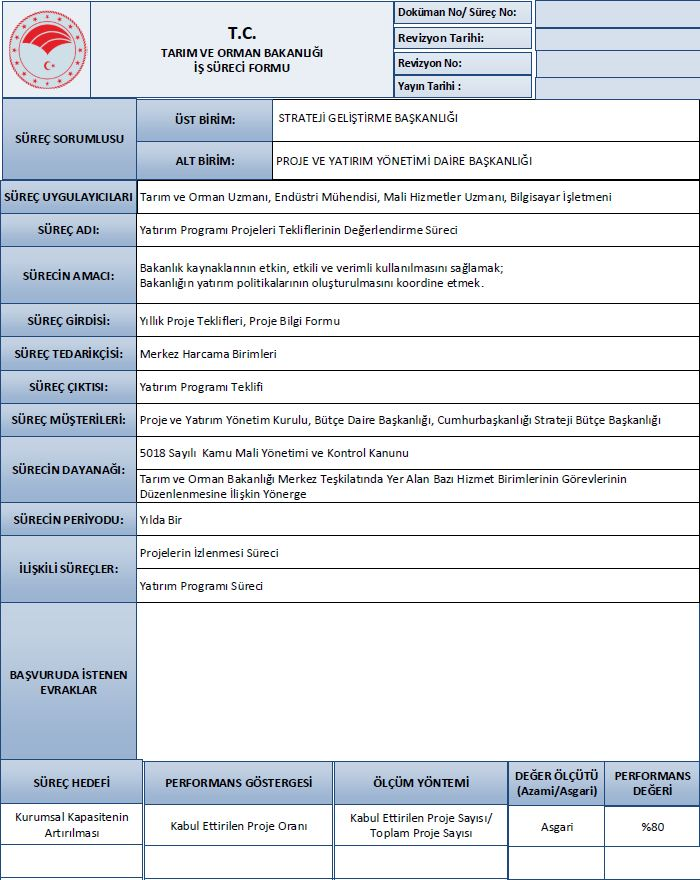 T.C.
TARIM VE ORMAN BAKANLIĞI
İŞ SÜRECİ FORMU
Doküman No/ Süreç No:
Revizyon Tarihi:
Revizyon No:
Yayın Tarihi :
SÜREÇ SORUMLUSU
ÜST BİRİM:
STRATEJİ GELİŞTİRME BAŞKANLIĞI
ALT BİRİM:
PROJE VE YATIRIM YÖNETİMİ DAİRE BAŞKANLIĞI
SÜREÇ UYGULAYICILARI
Tarım ve Orman Uzmanı, Endüstri Mühendisi, Mali Hizmetler Uzmanı, Bilgisayar İşletmeni
SÜREÇ ADI:
Yatırım Programı Projeleri Tekliflerinin Değerlendirme Süreci
SÜRECİN AMACI:
Bakanlık kaynaklarının etkin, etkili ve verimli kullanılmasını sağlamak;
Bakanlığın yatırım politikalarının oluşturulmasını koordine etmek.
SÜREÇ GİRDİSİ:
Yıllık Proje Teklifleri, Proje Bilgi Formu
SÜREÇ TEDARİKÇİSİ:
Merkez Harcama Birimleri
SÜREÇ ÇIKTISI:
Yatırım Programı Teklifi
SÜREÇ MÜŞTERİLERİ:
Proje ve Yatırım Yönetim Kurulu, Bütçe Daire Başkanlığı, Cumhurbaşkanlığı Strateji Bütçe Başkanlığı
SÜRECİN DAYANAĞI:
5018 Sayılı  Kamu Mali Yönetimi ve Kontrol Kanunu
Tarım ve Orman Bakanlığı Merkez Teşkilatında Yer Alan Bazı Hizmet Birimlerinin Görevlerinin
Düzenlenmesine İlişkin Yönerge
SÜRECİN PERİYODU:
Yılda Bir
İLİŞKİLİ SÜREÇLER:
Projelerin İzlenmesi Süreci
Yatırım Programı Süreci
BAŞVURUDA İSTENEN
EVRAKLAR
SÜREÇ HEDEFİ
PERFORMANS GÖSTERGESİ
ÖLÇÜM YÖNTEMİ
DEĞER ÖLÇÜTÜ
(Azami/Asgari)
PERFORMANS
DEĞERİ
Kurumsal Kapasitenin
Artırılması
Kabul Ettirilen Proje Oranı
Kabul Ettirilen Proje Sayısı/
Toplam Proje Sayısı
Asgari
%80